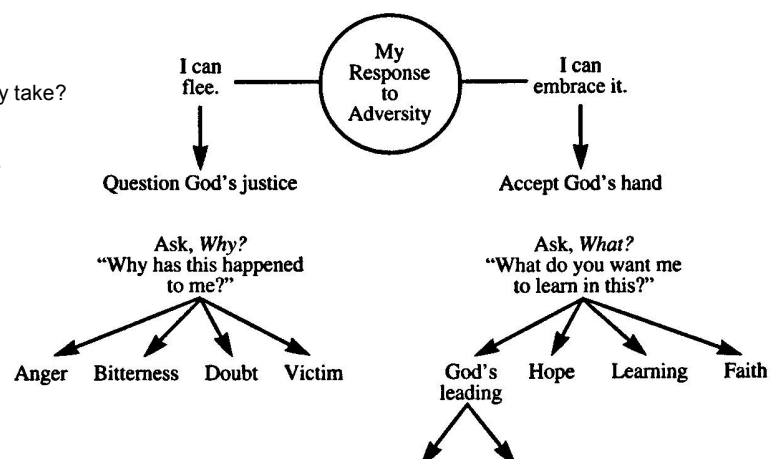 My
Response
to
Adversity
I can
flee.
I can
embrace it.
y take?
Question God's justice
Accept God's hand
Ask, Why?
“Why has this happened
to me?”
Ask, What?
“What do you want me
to learn in this?”
Anger Bitterness Doubt Victim
God's
leading
Hope Learning Faith